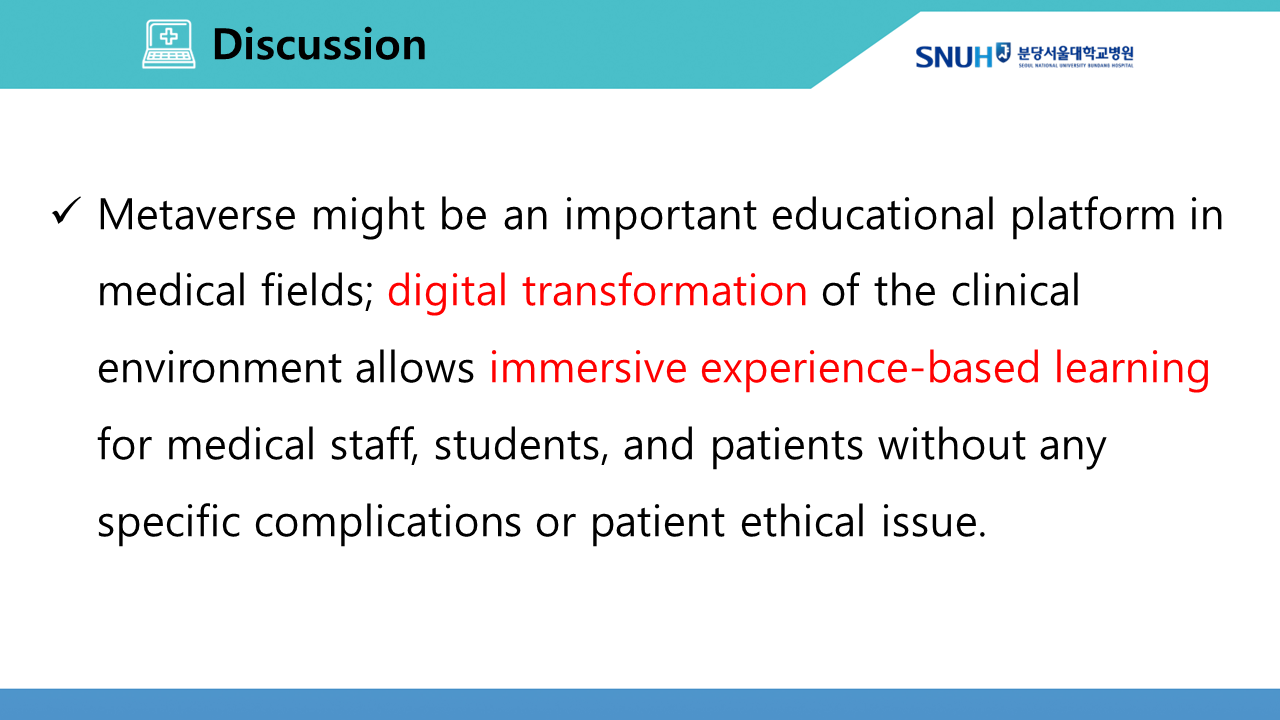 Discussion
SNUH 분당서울대학교병원
SEOUL NATIONAL UNIVERSITY BUNDANG HOSPITAL
✓ Metaverse might be an important educational platform in
medical fields; digital transformation of the clinical
environment allows immersive experience-based learning
for medical staff, students, and patients without any
specific complications or patient ethical issue.